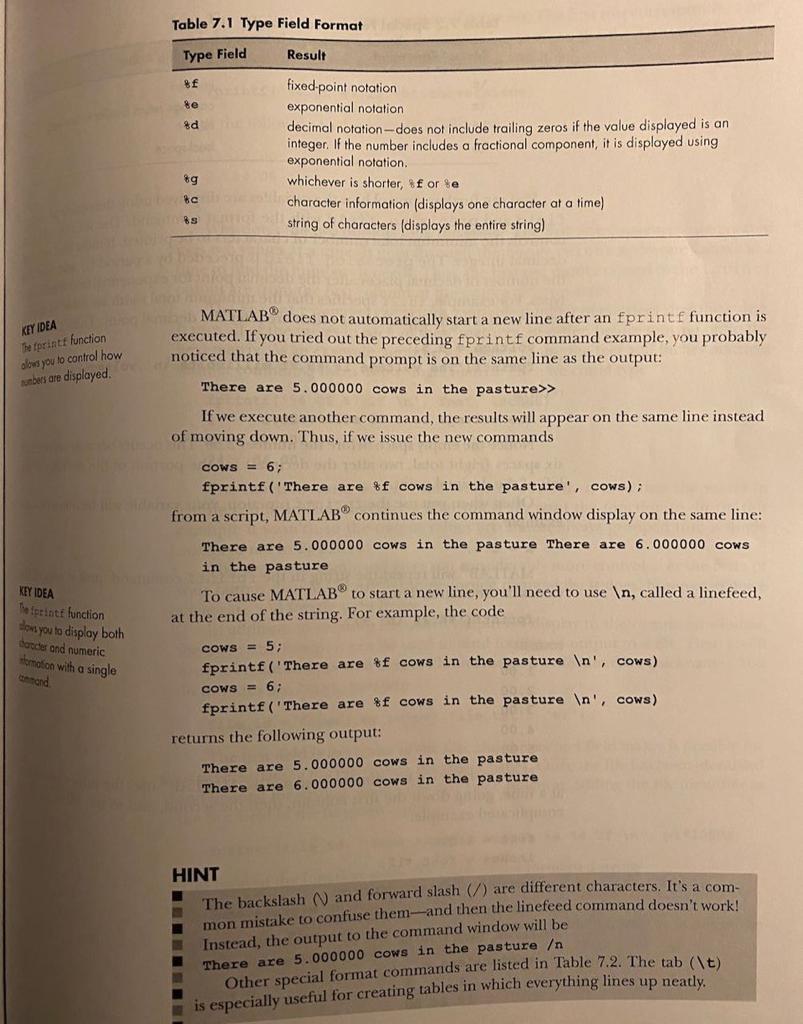 Table 7.1 Type Field Format
Type Field Result
%f fixed-point notation
%e exponential notation
%d decimal notation—does not include trailing zeros if the value displayed is an
integer. If the number includes a fractional component, it is displayed using
exponential notation.
%g whichever is shorter, %f or %e
%c character information (displays one character at a time)
%s string of characters (displays the entire string)
KEY IDEA
The fprintf function
allows you to control how
numbers are displayed.
MATLAB® does not automatically start a new line after an fprintf function is
executed. If you tried out the preceding fprintf command example, you probably
noticed that the command prompt is on the same line as the output:
There are 5.000000 cows in the pasture>>
If we execute another command, the results will appear on the same line instead
of moving down. Thus, if we issue the new commands
cows = 6;
fprintf('There are %f cows in the pasture', cows);
from a script, MATLAB® continues the command window display on the same line:
There are 5.000000 cows in the pasture There are 6.000000 cows
in the pasture
KEY IDEA
The fprintf function
allows you to display both
character and numeric
information with a single
command.
To cause MATLAB® to start a new line, you'll need to use \n, called a linefeed,
at the end of the string. For example, the code
cows = 5;
fprintf('There are %f cows in the pasture \n', cows)
cows = 6;
fprintf('There are %f cows in the pasture \n', cows)
returns the following output:
There are 5.000000 cows in the pasture
There are 6.000000 cows in the pasture
HINT
The backslash (\) and forward slash (/) are different characters. It's a com-
mon mistake to confuse them—and then the linefeed command doesn't work!
Instead, the output to the command window will be
There are 5.000000 cows in the pasture /n
Other special format commands are listed in Table 7.2. The tab (\t)
is especially useful for creating tables in which everything lines up neatly.